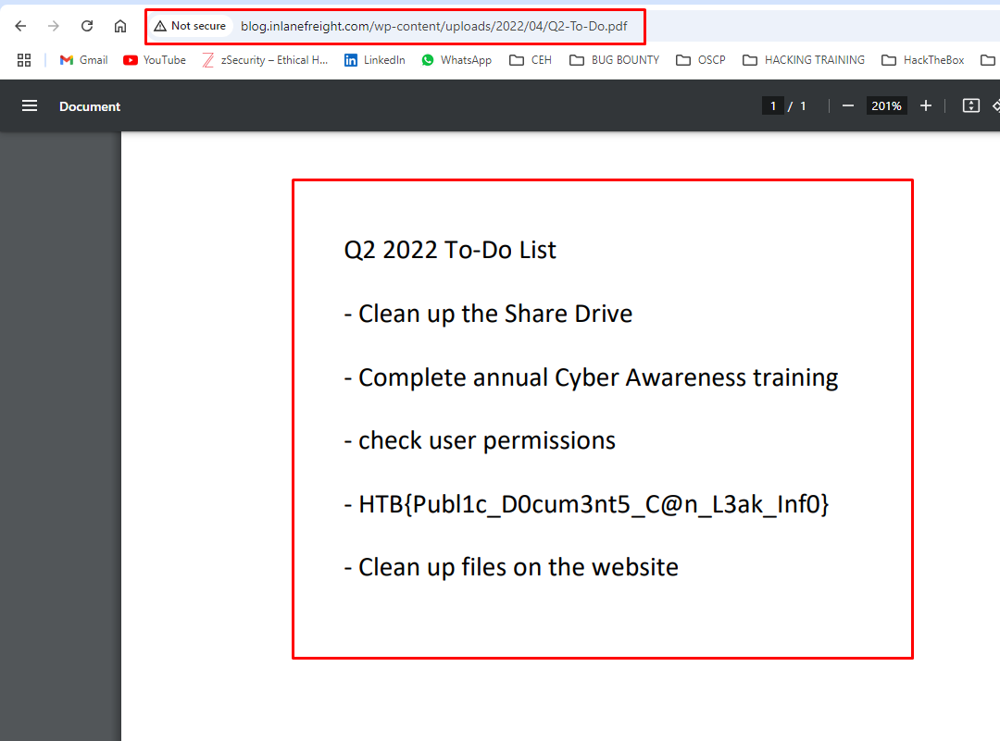 Not secure blog.inlanefreight.com/wp-content/uploads/2022/04/Q2-To-Do.pdf
Gmail YouTube zSecurity – Ethical H... LinkedIn WhatsApp CEH BUG BOUNTY OSCP HACKING TRAINING HackTheBox
Document 1 / 1 201%
Q2 2022 To-Do List
- Clean up the Share Drive
- Complete annual Cyber Awareness training
- check user permissions
- HTB{Publ1c_D0cum3nt5_C@n_L3ak_Inf0}
- Clean up files on the website